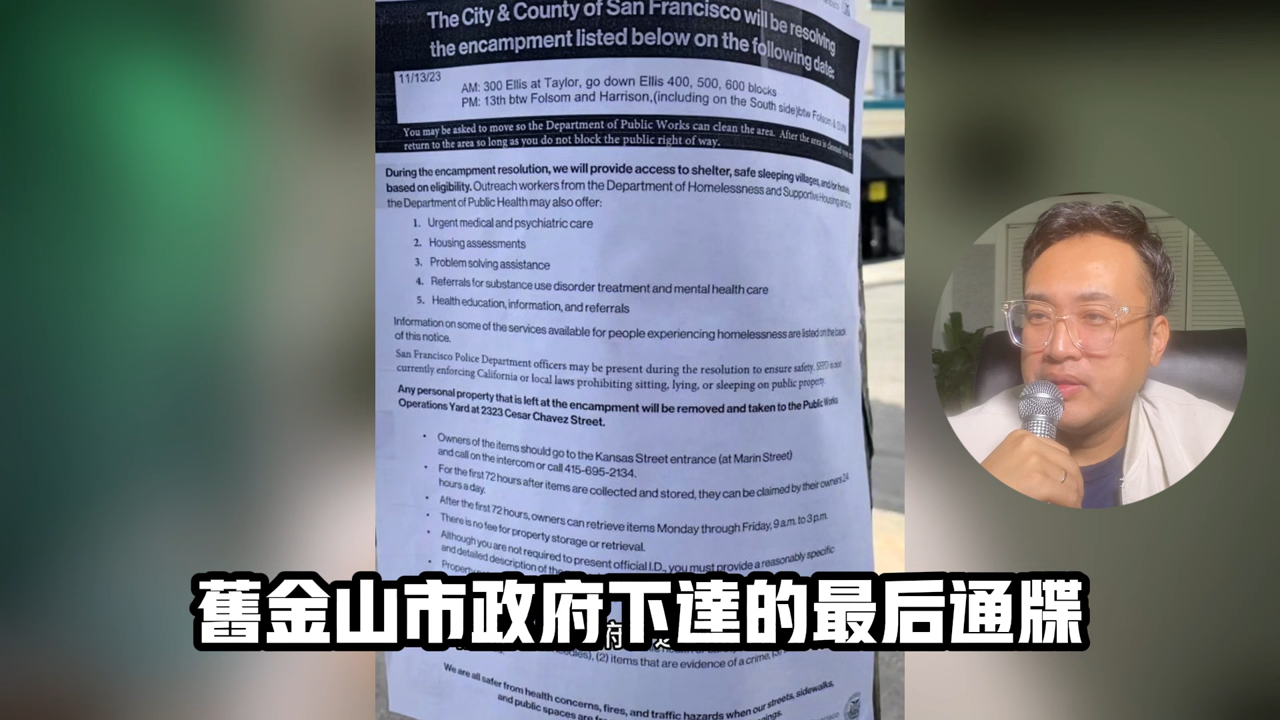 The City & County of San Francisco will be resolving
the encampment listed below on the following date:
11/13/23
AM: 300 Ellis at Taylor, go down Ellis 400, 500, 600 blocks
PM: 13th btw Folsom and Harrison,(including on the South side)btw Folsom &
You may be asked to move so the Department of Public Works can clean the area. After the area is cleaned you
return to the area so long as you do not block the public right of way.
During the encampment resolution, we will provide access to shelter, safe sleeping villages, and/or
based on eligibility. Outreach workers from the Department of Homelessness and Supportive Housing
the Department of Public Health may also offer:
1. Urgent medical and psychiatric care
2. Housing assessments
3. Problem solving assistance
4. Referrals for substance use disorder treatment and mental health care
5. Health education, information, and referrals
Information on some of the services available for people experiencing homelessness are listed on the back
of this notice.
San Francisco Police Department officers may be present during the resolution to ensure safety. SFPD is not
currently enforcing California or local laws prohibiting sitting, lying, or sleeping on public property.
Any personal property that is left at the encampment will be removed and taken to the Public Works
Operations Yard at 2323 Cesar Chavez Street.
• Owners of the items should go to the Kansas Street entrance (at Marin Street)
and call on the intercom or call 415-695-2134.
• For the first 72 hours after items are collected and stored, they can be claimed by their owners 24
hours a day.
• After the first 72 hours, owners can retrieve items Monday through Friday, 9 a.m. to 3 p.m.
• There is no fee for property storage or retrieval.
• Although you are not required to present official I.D., you must provide a reasonably specific
and detailed description of the
• Property
舊金山市政府下達的最后通牒
府
(2) items that are evidence of a crime,
We are all safer from health concerns, fires, and traffic hazards when our streets, sidewalks,
and public spaces are